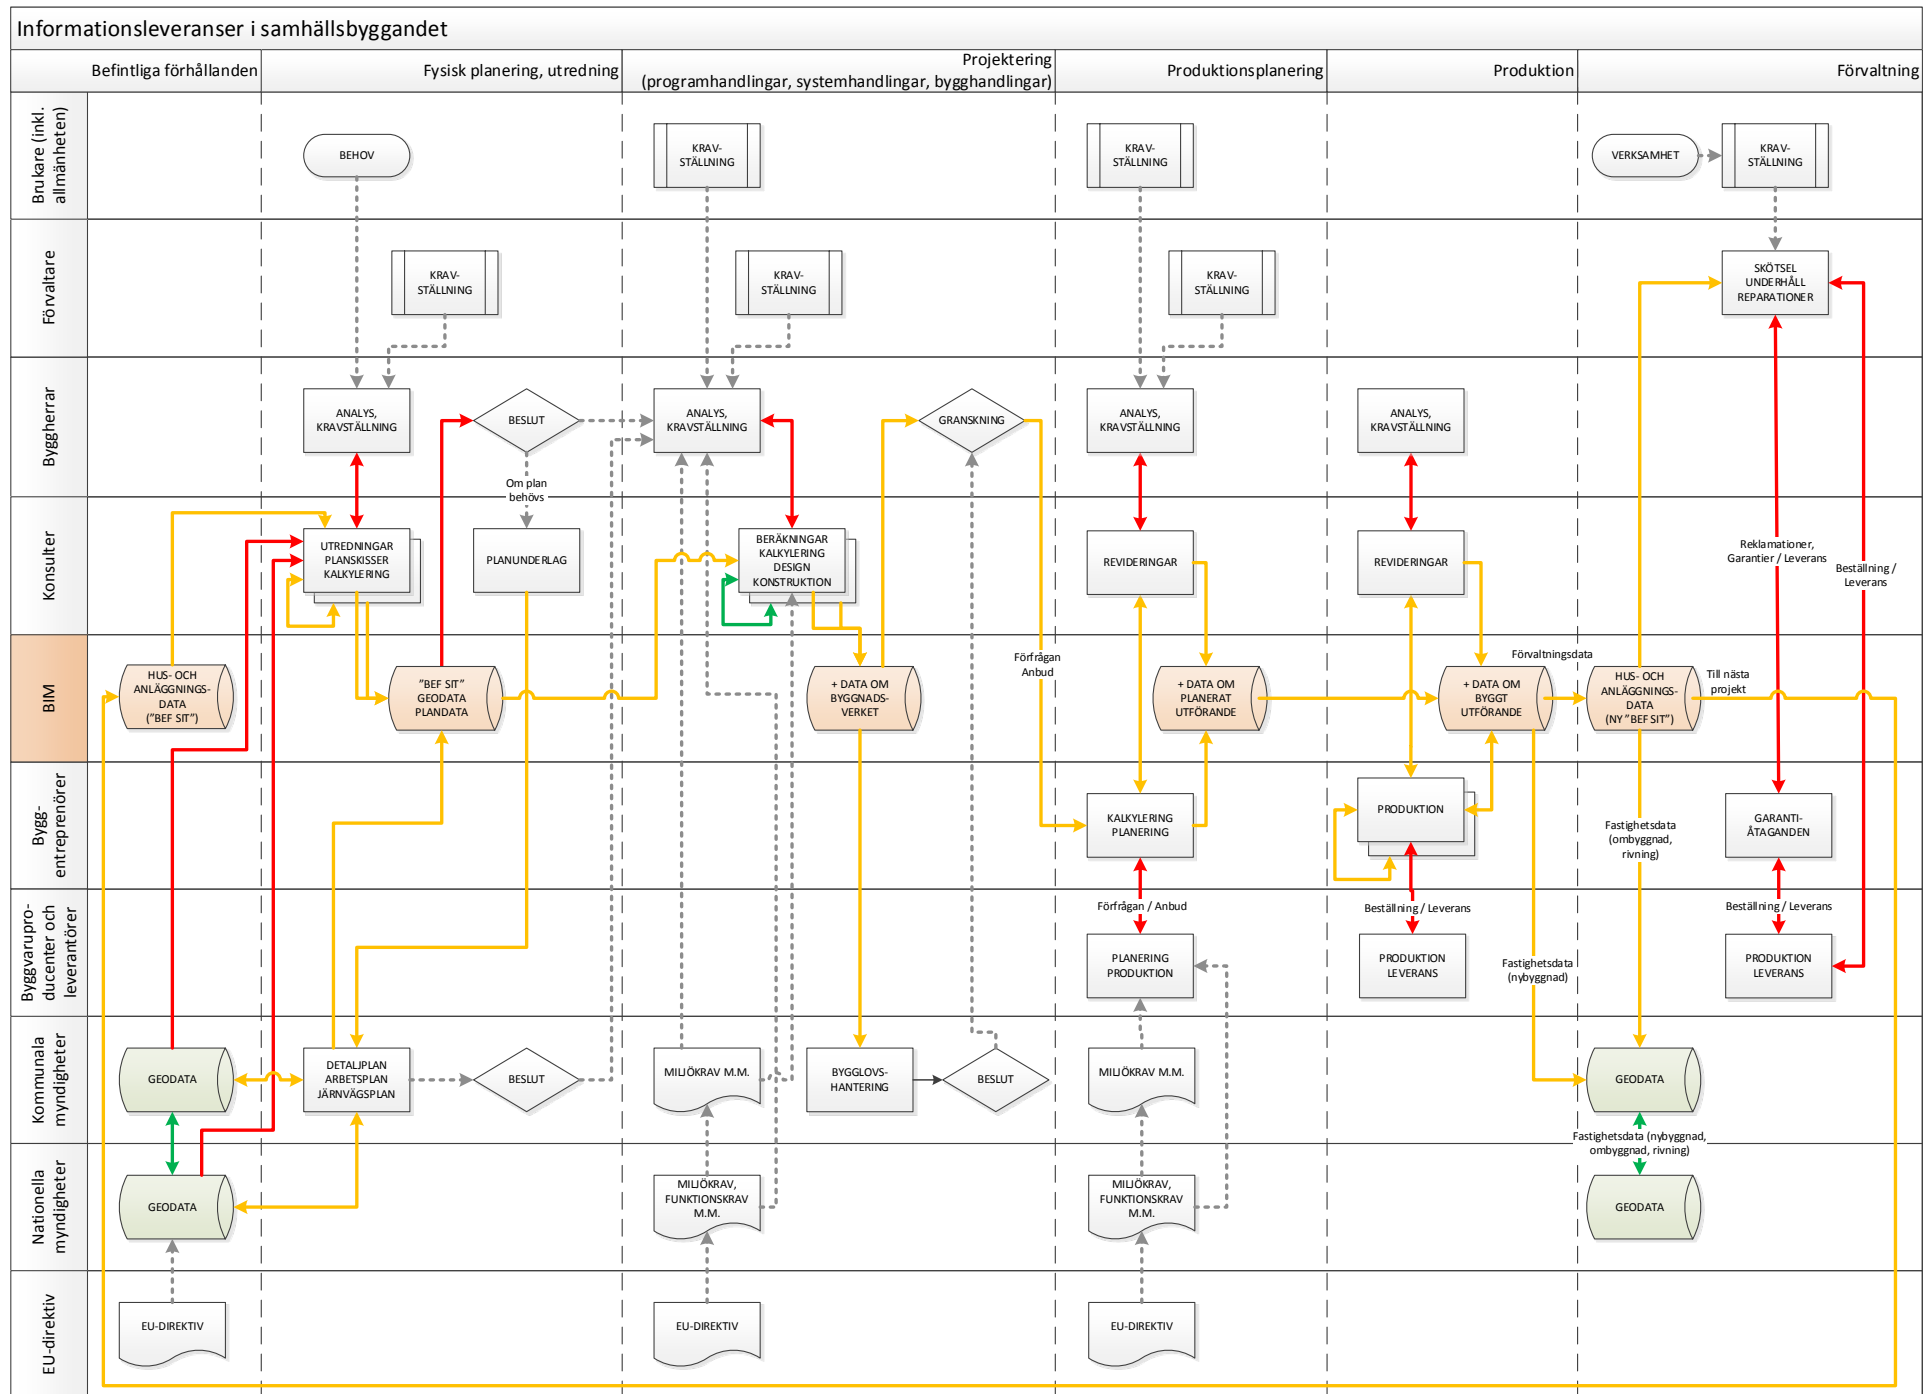 Informationsleveranser i samhällsbyggandet
Befintliga förhållanden
Fysisk planering, utredning
Projektering
(programhandlingar, systemhandlingar, bygghandlingar)
Produktionsplanering
Produktion
Förvaltning
Brukare (inkl.
allmänheten)
BEHOV
KRAV-
STÄLLNING
KRAV-
STÄLLNING
VERKSAMHET
KRAV-
STÄLLNING
Förvaltare
KRAV-
STÄLLNING
KRAV-
STÄLLNING
KRAV-
STÄLLNING
SKÖTSEL
UNDERHÅLL
REPARATIONER
Byggherrar
ANALYS,
KRAVSTÄLLNING
BESLUT
ANALYS,
KRAVSTÄLLNING
GRANSKNING
ANALYS,
KRAVSTÄLLNING
ANALYS,
KRAVSTÄLLNING
Om plan
behövs
Konsulter
UTREDNINGAR
PLANSKISSER
KALKYLERING
PLANUNDERLAG
BERÄKNINGAR
KALKYLERING
DESIGN
KONSTRUKTION
REVIDERINGAR
REVIDERINGAR
Reklamationer,
Garantier / Leverans
Beställning /
Leverans
BIM
HUS- OCH
ANLÄGGNINGS-
DATA
("BEF SIT")
"BEF SIT"
GEODATA
PLANDATA
+ DATA OM
BYGGNADS-
VERKET
Förfrågan
Anbud
+ DATA OM
PLANERAT
UTFÖRANDE
+ DATA OM
BYGGT
UTFÖRANDE
Förvaltningsdata
HUS- OCH
ANLÄGGNINGS-
DATA
(NY "BEF SIT")
Till nästa
projekt
Bygg-
entreprenörer
KALKYLERING
PLANERING
PRODUKTION
Fastighetsdata
(ombyggnad,
rivning)
GARANTI-
ÅTAGANDEN
Byggvarupro-
ducenter och
leverantörer
Förfrågan / Anbud
PLANERING
PRODUKTION
Beställning / Leverans
PRODUKTION
LEVERANS
Fastighetsdata
(nybyggnad)
Beställning / Leverans
PRODUKTION
LEVERANS
Kommunala
myndigheter
GEODATA
DETALJPLAN
ARBETSPLAN
JÄRNVÄGSPLAN
BESLUT
MILJÖKRAV M.M.
BYGGLOVS-
HANTERING
BESLUT
MILJÖKRAV M.M.
GEODATA
Fastighetsdata (nybyggnad,
ombyggnad, rivning)
Nationella
myndigheter
GEODATA
MILJÖKRAV,
FUNKTIONSKRAV
M.M.
MILJÖKRAV,
FUNKTIONSKRAV
M.M.
GEODATA
EU-direktiv
EU-DIREKTIV
EU-DIREKTIV
EU-DIREKTIV